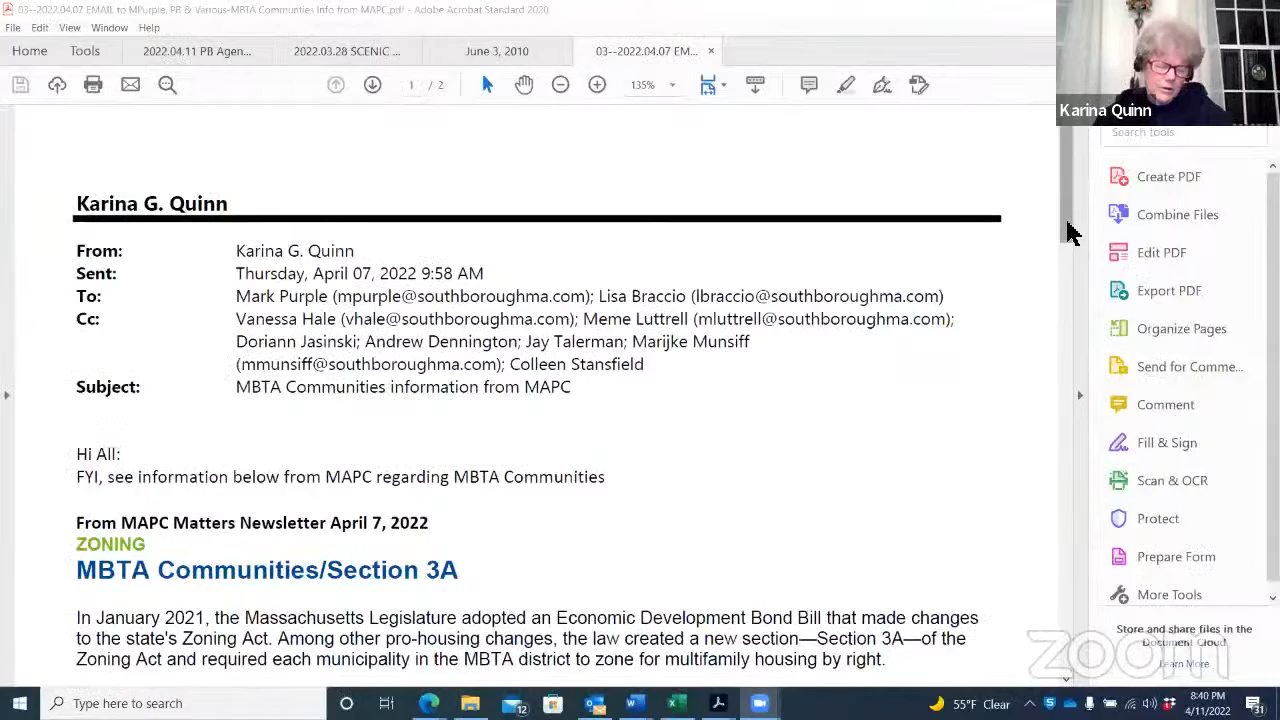 03--2022.04.07 EMAIL to MPurple, PB & Various-MBTA Communities Info from MAPC.pdf - Adobe Acrobat Standard 2020
File Edit View Window Help
Home Tools 2022.04.11 PB Agen... 2022.03.28 SCENIC ... June 3, 2010 03--2022.04.07 EM... ×
1 / 2 135%
Karina Quinn
Search tools
Karina G. Quinn
From: Karina G. Quinn
Sent: Thursday, April 07, 2022 9:58 AM
To: Mark Purple (mpurple@southboroughma.com); Lisa Braccio (lbraccio@southboroughma.com)
Cc: Vanessa Hale (vhale@southboroughma.com); Meme Luttrell (mluttrell@southboroughma.com);
Doriann Jasinski; Andrew Dennington; Jay Talerman; Marijke Munsiff
(mmunsiff@southboroughma.com); Colleen Stansfield
Subject: MBTA Communities information from MAPC
Hi All:
FYI, see information below from MAPC regarding MBTA Communities
From MAPC Matters Newsletter April 7, 2022
ZONING
MBTA Communities/Section 3A
In January 2021, the Massachusetts Legislature adopted an Economic Development Bond Bill that made changes
to the state's Zoning Act. Among other pro-housing changes, the law created a new section—Section 3A—of the
Zoning Act and required each municipality in the MBTA district to zone for multifamily housing by right.
Create PDF
Combine Files
Edit PDF
Export PDF
Organize Pages
Send for Comme...
Comment
Fill & Sign
Scan & OCR
Protect
Prepare Form
More Tools
Store and share files in the
Document Cloud
Learn More
zoom
Type here to search
12
55°F Clear
8:40 PM
4/11/2022
31